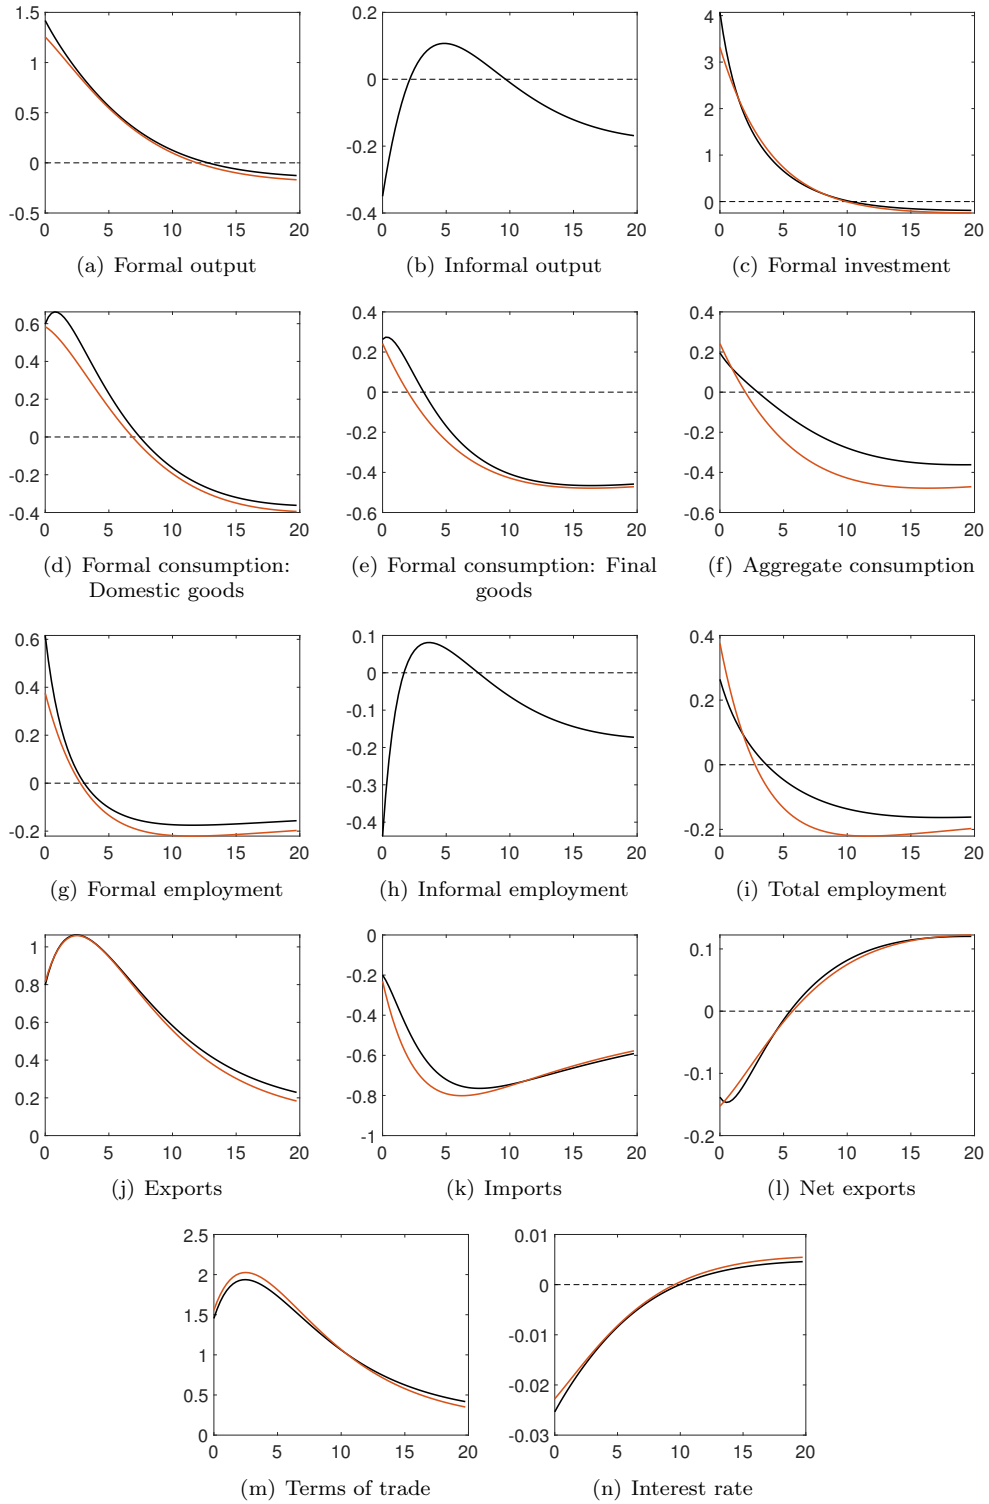 1.5
1
0.5
0
-0.5
0 5 10 15 20
(a) Formal output
0.2
0
-0.2
-0.4
0 5 10 15 20
(b) Informal output
4
3
2
1
0
0 5 10 15 20
(c) Formal investment
0.6
0.4
0.2
0
-0.2
-0.4
0 5 10 15 20
(d) Formal consumption:
Domestic goods
0.4
0.2
0
-0.2
-0.4
-0.6
0 5 10 15 20
(e) Formal consumption: Final
goods
0.4
0.2
0
-0.2
-0.4
-0.6
0 5 10 15 20
(f) Aggregate consumption
0.6
0.4
0.2
0
-0.2
0 5 10 15 20
(g) Formal employment
0.1
0
-0.1
-0.2
-0.3
-0.4
0 5 10 15 20
(h) Informal employment
0.4
0.2
0
-0.2
0 5 10 15 20
(i) Total employment
1
0.8
0.6
0.4
0.2
0
0 5 10 15 20
(j) Exports
0
-0.2
-0.4
-0.6
-0.8
-1
0 5 10 15 20
(k) Imports
0.1
0
-0.1
-0.2
0 5 10 15 20
(l) Net exports
2.5
2
1.5
1
0.5
0
0 5 10 15 20
(m) Terms of trade
0.01
0
-0.01
-0.02
-0.03
0 5 10 15 20
(n) Interest rate